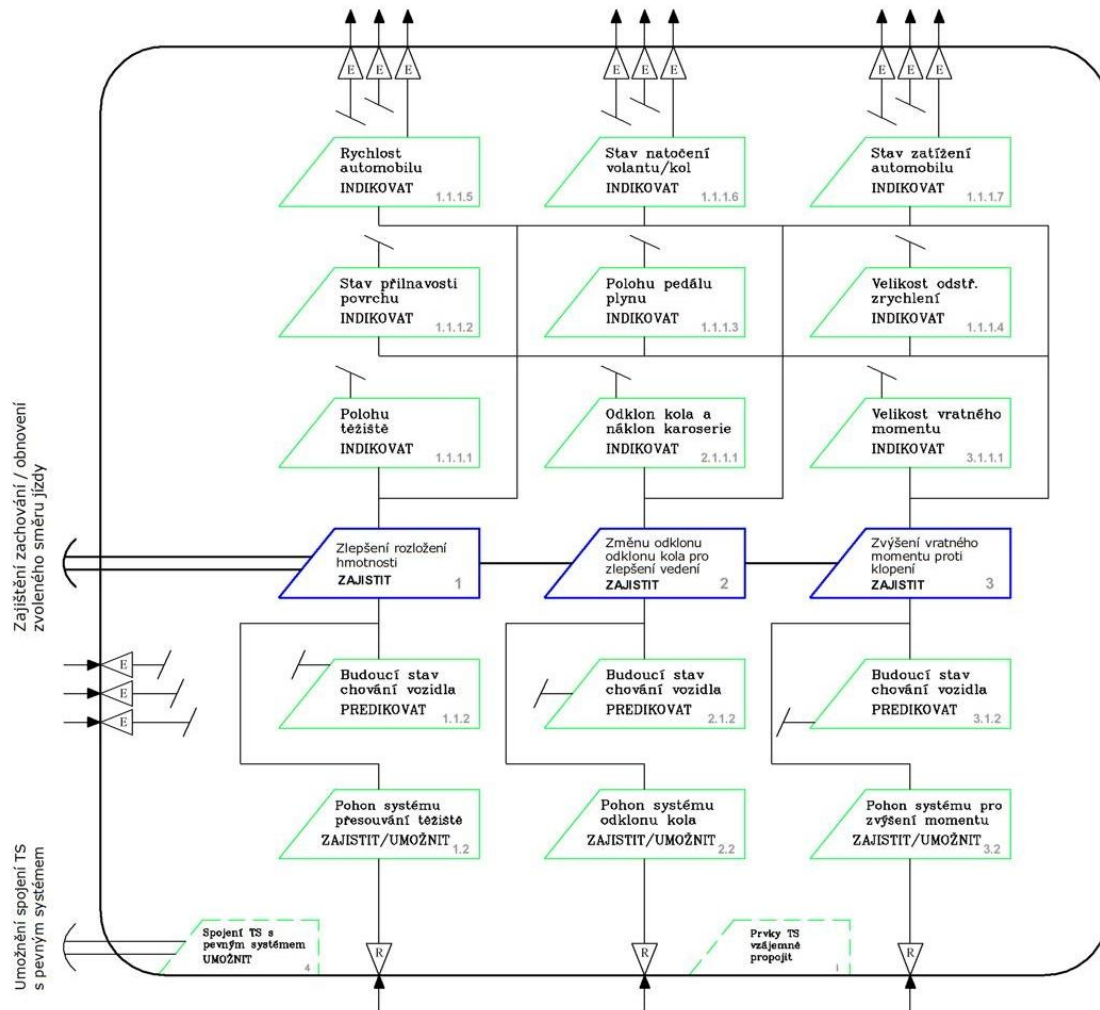 E E E
E E E
E E E
Rychlost
automobilu
INDIKOVAT
1.1.1.5
Stav natočení
volantu/kol
INDIKOVAT
1.1.1.6
Stav zatížení
automobilu
INDIKOVAT
1.1.1.7
Stav přilnavosti
povrchu
INDIKOVAT
1.1.1.2
Polohu pedálu
plynu
INDIKOVAT
1.1.1.3
Velikost odstř.
zrychlení
INDIKOVAT
1.1.1.4
Polohu
těžiště
INDIKOVAT
1.1.1.1
Odklon kola a
náklon karoserie
INDIKOVAT
2.1.1.1
Velikost vratného
momentu
INDIKOVAT
3.1.1.1
Zajištění zachování / obnovení
zvoleného směru jízdy
Zlepšení rozložení
hmotnosti
ZAJISTIT
1
Změnu odklonu
odklonu kola pro
zlepšení vedení
ZAJISTIT
2
Zvýšení vratného
momentu proti
klopení
ZAJISTIT
3
E
E
E
Budoucí stav
chování vozidla
PREDIKOVAT
1.1.2
Budoucí stav
chování vozidla
PREDIKOVAT
2.1.2
Budoucí stav
chování vozidla
PREDIKOVAT
3.1.2
Pohon systému
přesouvání těžiště
ZAJISTIT/UMOŽNIT
1.2
Pohon systému
odklonu kola
ZAJISTIT/UMOŽNIT
2.2
Pohon systému pro
zvýšení momentu
ZAJISTIT/UMOŽNIT
3.2
Umožnění spojení TS
s pevným systémem
Spojení TS s
pevným systémem
UMOŽNIT
4
Prvky TS
vzájemně
propojit
I
R
R
R